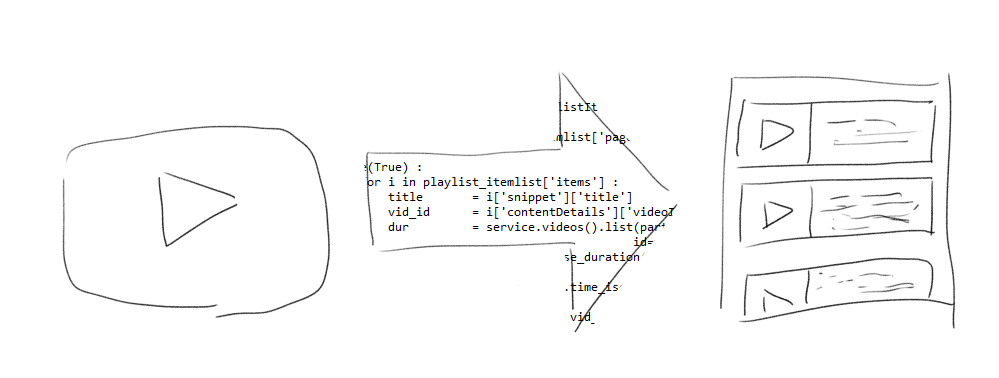 listIt
mlist['pag
(True) :
or i in playlist_itemlist['items'] :
title = i['snippet']['title']
vid_id = i['contentDetails']['videoI
dur = service.videos().list(part
id=
se_duration
.time_is
vid_